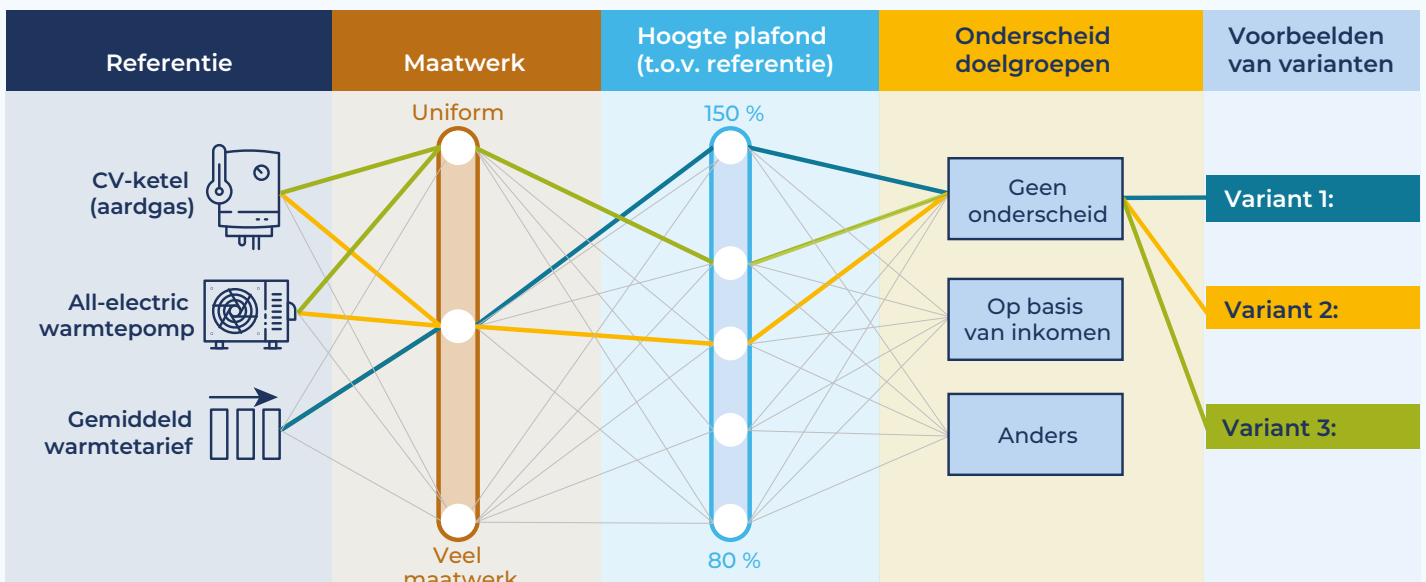 Referentie
Maatwerk
Hoogte plafond
(t.o.v. referentie)
Onderscheid
doelgroepen
Voorbeelden
van varianten
CV-ketel
(aardgas)
All-electric
warmtepomp
Gemiddeld
warmtetarief
Uniform
Veel
maatwerk
150 %
80 %
Geen
onderscheid
Op basis
van inkomen
Anders
Variant 1:
Variant 2:
Variant 3: